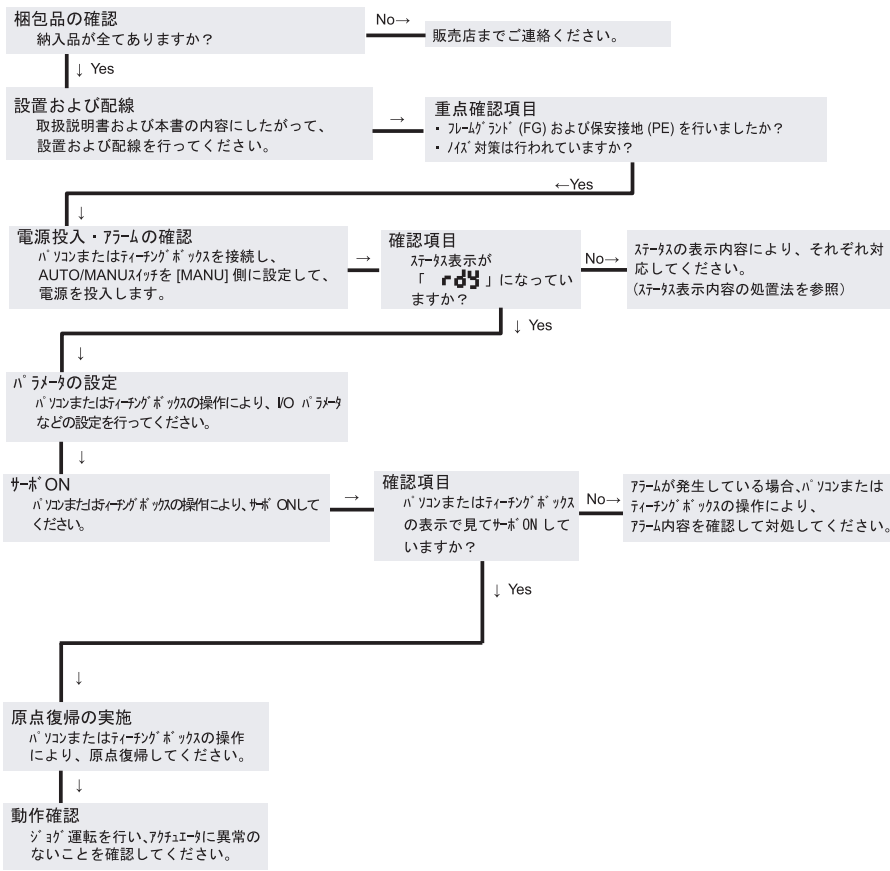 梱包品の確認
納入品が全てありますか？
No→
販売店までご連絡ください。
↓ Yes
設置および配線
取扱説明書および本書の内容にしたがって、
設置および配線を行ってください。
→
重点確認項目
・ ﾌﾚｰﾑｸﾞﾗﾝﾄﾞ (FG) および保安接地 (PE) を行いましたか？
・ ﾉｲｽﾞ対策は行われていますか？
←Yes
↓
電源投入・ｱﾗｰﾑの確認
ﾊﾟｿｺﾝまたはﾃｨｰﾁﾝｸﾞﾎﾞｯｸｽを接続し、
AUTO/MANUｽｲｯﾁを [MANU] 側に設定して、
電源を投入します。
→
確認項目
ｽﾃｰﾀｽ表示が
「 rdy 」になってい
ますか？
No→
ｽﾃｰﾀｽの表示内容により、それぞれ対
応してください。
(ｽﾃｰﾀｽ表示内容の処置法を参照)
↓ Yes
↓
ﾊﾟﾗﾒｰﾀの設定
ﾊﾟｿｺﾝまたはﾃｨｰﾁﾝｸﾞﾎﾞｯｸｽの操作により、I/O ﾊﾟﾗﾒｰﾀ
などの設定を行ってください。
↓
ｻｰﾎﾞON
ﾊﾟｿｺﾝまたはﾃｨｰﾁﾝｸﾞﾎﾞｯｸｽの操作により、ｻｰﾎﾞONして
ください。
→
確認項目
ﾊﾟｿｺﾝまたはﾃｨｰﾁﾝｸﾞﾎﾞｯｸｽ
の表示で見てｻｰﾎﾞON して
いますか？
No→
ｱﾗｰﾑが発生している場合、ﾊﾟｿｺﾝまたは
ﾃｨｰﾁﾝｸﾞﾎﾞｯｸｽの操作により、
ｱﾗｰﾑ内容を確認して対処してください。
↓ Yes
↓
原点復帰の実施
ﾊﾟｿｺﾝまたはﾃｨｰﾁﾝｸﾞﾎﾞｯｸｽの操作
により、原点復帰してください。
↓
動作確認
ｼﾞｮｸﾞ運転を行い、ｱｸﾁｭｴｰﾀに異常の
ないことを確認してください。